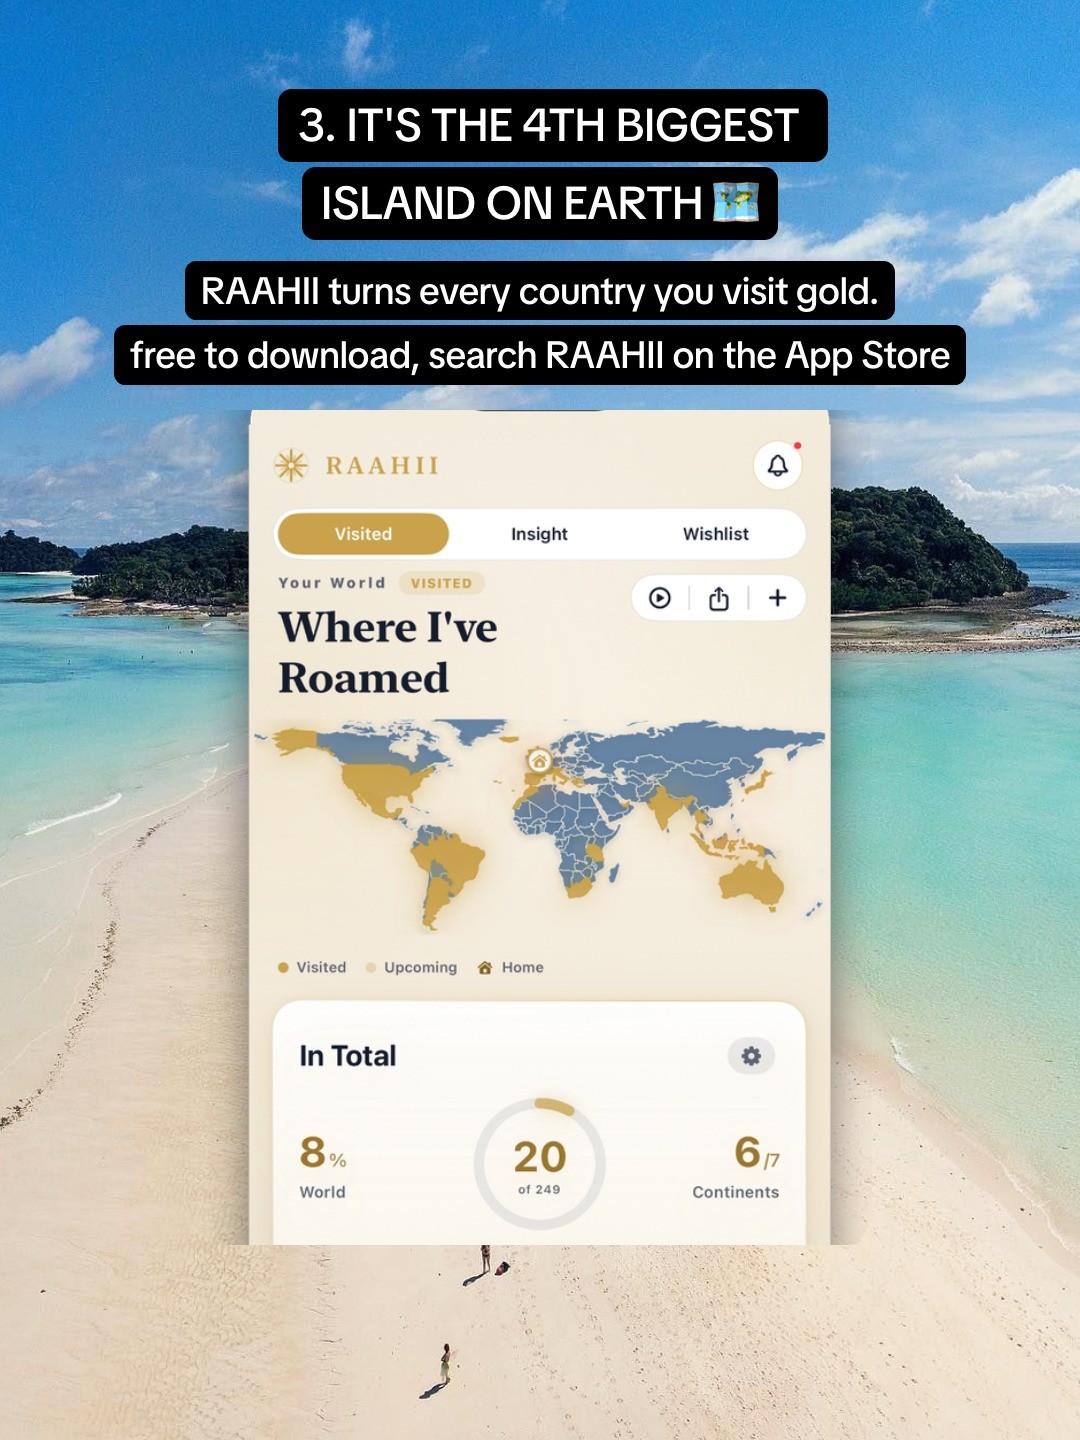 3. IT'S THE 4TH BIGGEST
ISLAND ON EARTH 🗺️
RAAHII turns every country you visit gold.
free to download, search RAAHII on the App Store
RAAHII
Visited Insight Wishlist
Your World VISITED
Where I've
Roamed
Visited Upcoming Home
In Total
8% 20 6/7
World of 249 Continents